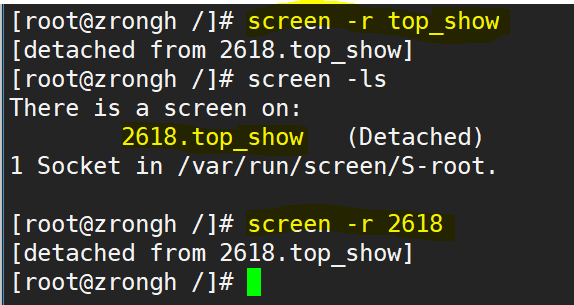 [root@zrongh /]# screen -r top_show
[detached from 2618.top_show]
[root@zrongh /]# screen -ls
There is a screen on:
2618.top_show (Detached)
1 Socket in /var/run/screen/S-root.
[root@zrongh /]# screen -r 2618
[detached from 2618.top_show]
[root@zrongh /]#